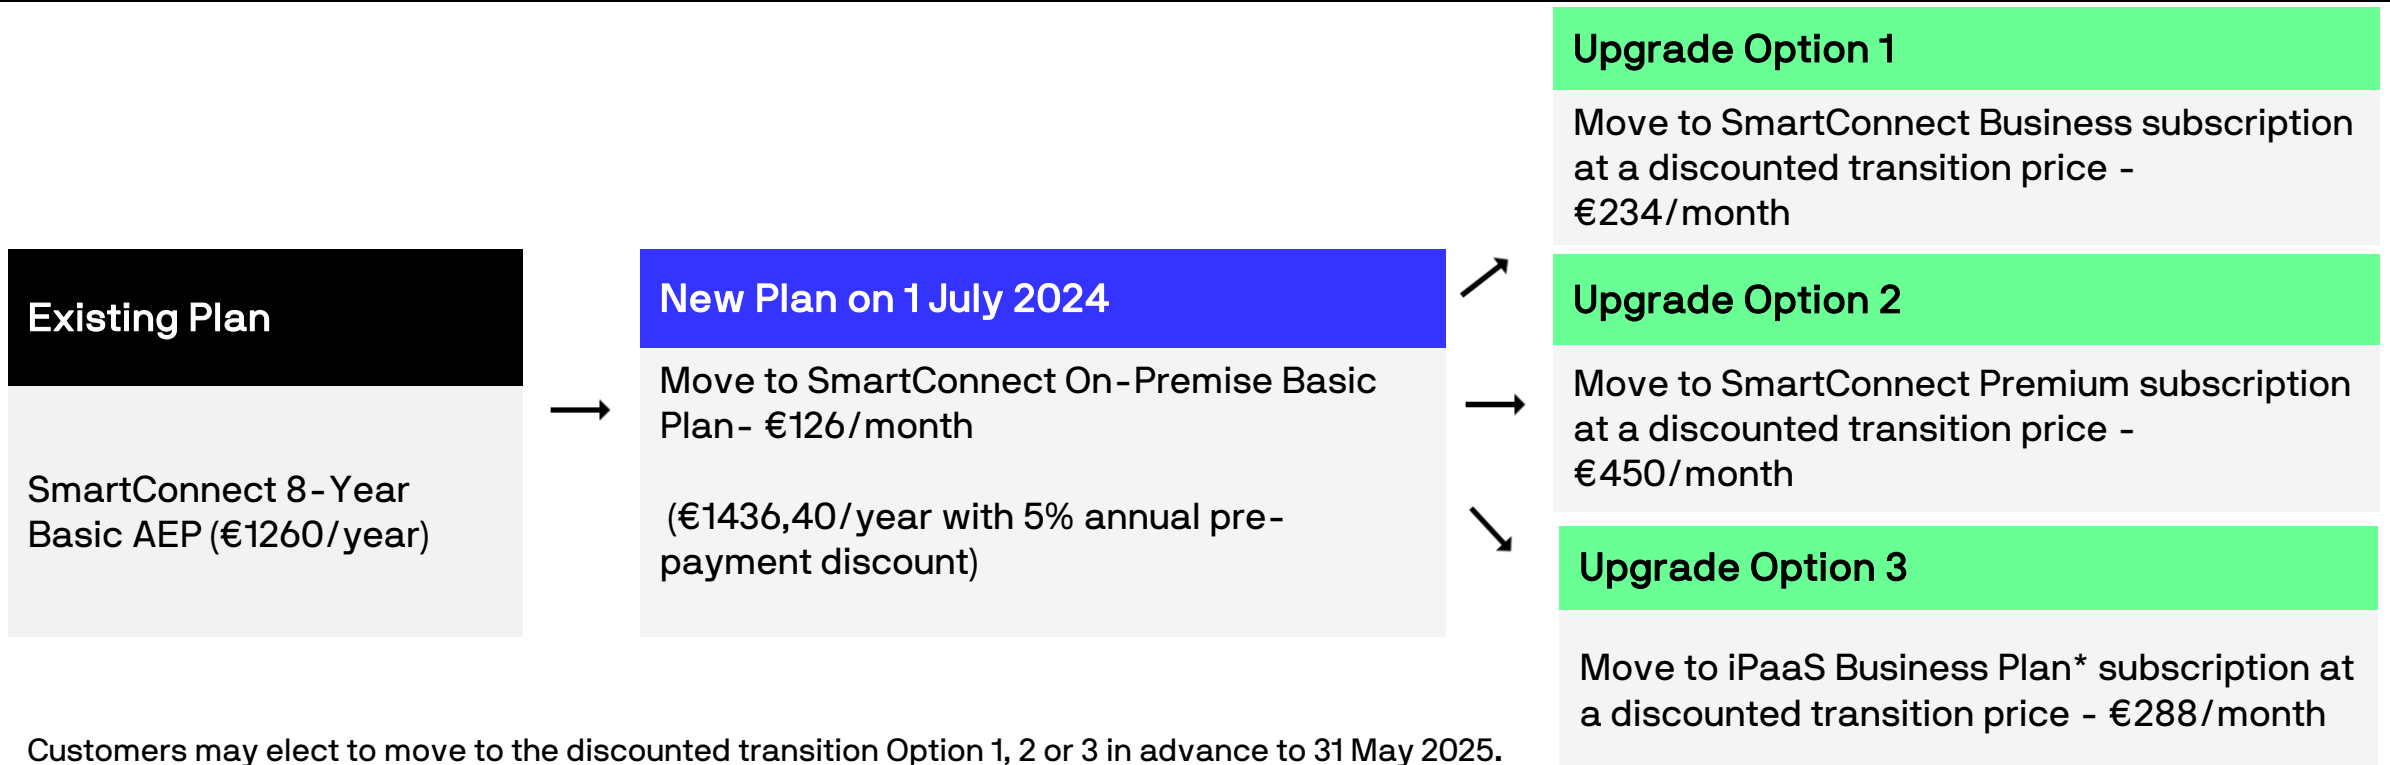 Existing Plan
SmartConnect 8-Year
Basic AEP (€1260/year)
New Plan on 1 July 2024
Move to SmartConnect On-Premise Basic
Plan- €126/month
(€1436,40/year with 5% annual pre-
payment discount)
Upgrade Option 1
Move to SmartConnect Business subscription
at a discounted transition price -
€234/month
Upgrade Option 2
Move to SmartConnect Premium subscription
at a discounted transition price -
€450/month
Upgrade Option 3
Move to iPaaS Business Plan* subscription at
a discounted transition price - €288/month
Customers may elect to move to the discounted transition Option 1, 2 or 3 in advance to 31 May 2025.